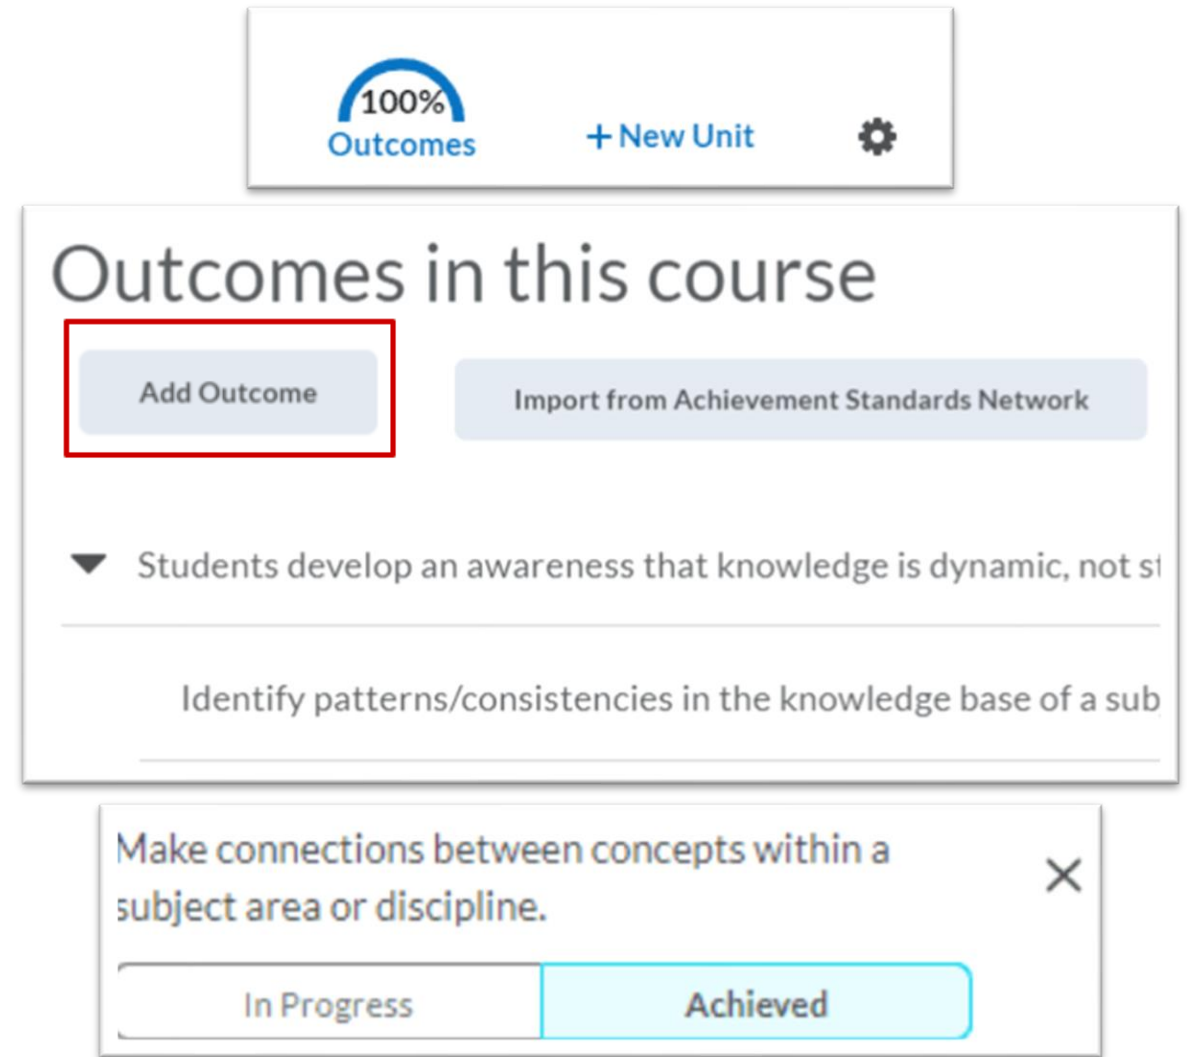 100%
Outcomes
+ New Unit
Outcomes in this course
Add Outcome
Import from Achievement Standards Network
Students develop an awareness that knowledge is dynamic, not
Identify patterns/consistencies in the knowledge base of a sub
Make connections between concepts within a
subject area or discipline.
In Progress
Achieved